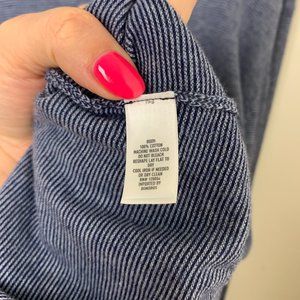 BODY:
100% COTTON
MACHINE WASH COLD
DO NOT BLEACH
RESHAPE LAY FLAT TO
DRY
COOL IRON IF NEEDED
OR DRY CLEAN
IMPORTED BY